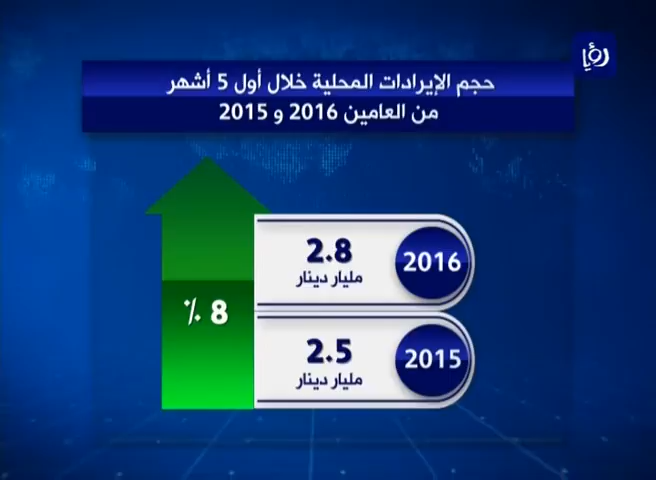 رؤيا
حجم الإيرادات المحلية خلال أول 5 أشهر
من العامين 2016 و 2015
2016
2.8
مليار دينار
8 ٪
2015
2.5
مليار دينار